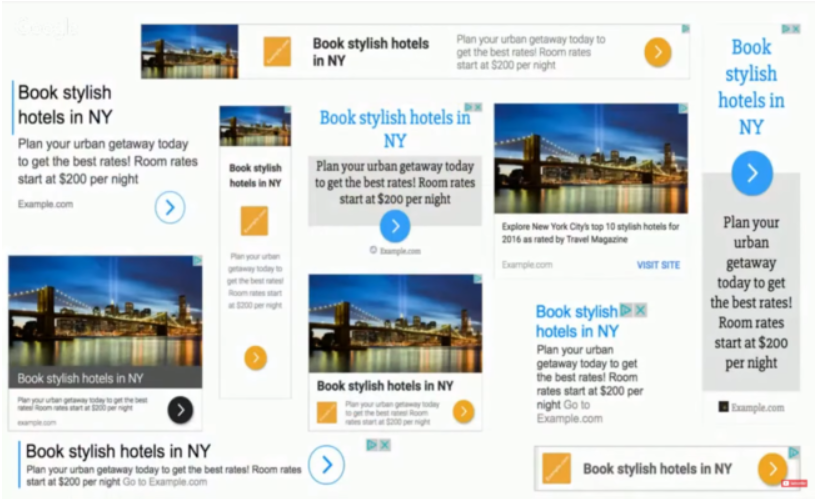 Google
Book stylish hotels
in NY
Plan your urban getaway today to
get the best rates! Room rates
start at $200 per night
Book
stylish
hotels in
NY
Plan your
urban
getaway
today to get
the best rates!
Room rates
start at $200
per night
Example.com
Book stylish
hotels in NY
Plan your urban getaway today
to get the best rates! Room rates
start at $200 per night
Example.com
Book stylish
hotels in NY
Plan your urban
getaway today to
get the best rates!
Room rates start
at $200 per night
Book stylish hotels in
NY
Plan your urban getaway today
to get the best rates! Room rates
start at $200 per night
Example.com
Explore New York City's top 10 stylish hotels for
2016 as rated by Travel Magazine
Example.com VISIT SITE
Book stylish hotels in NY
Plan your urban getaway today to get the best
rates! Room rates start at $200 per night
example.com
Book stylish hotels in NY
Plan your urban getaway today
to get the best rates! Room
rates start at $200 per night
Book stylish
hotels in NY
Plan your urban
getaway today to get
the best rates! Room
rates start at $200 per
night Go to
Example.com
Book stylish hotels in NY
Plan your urban getaway today to get the best rates! Room rates
start at $200 per night Go to Example.com
Book stylish hotels in NY